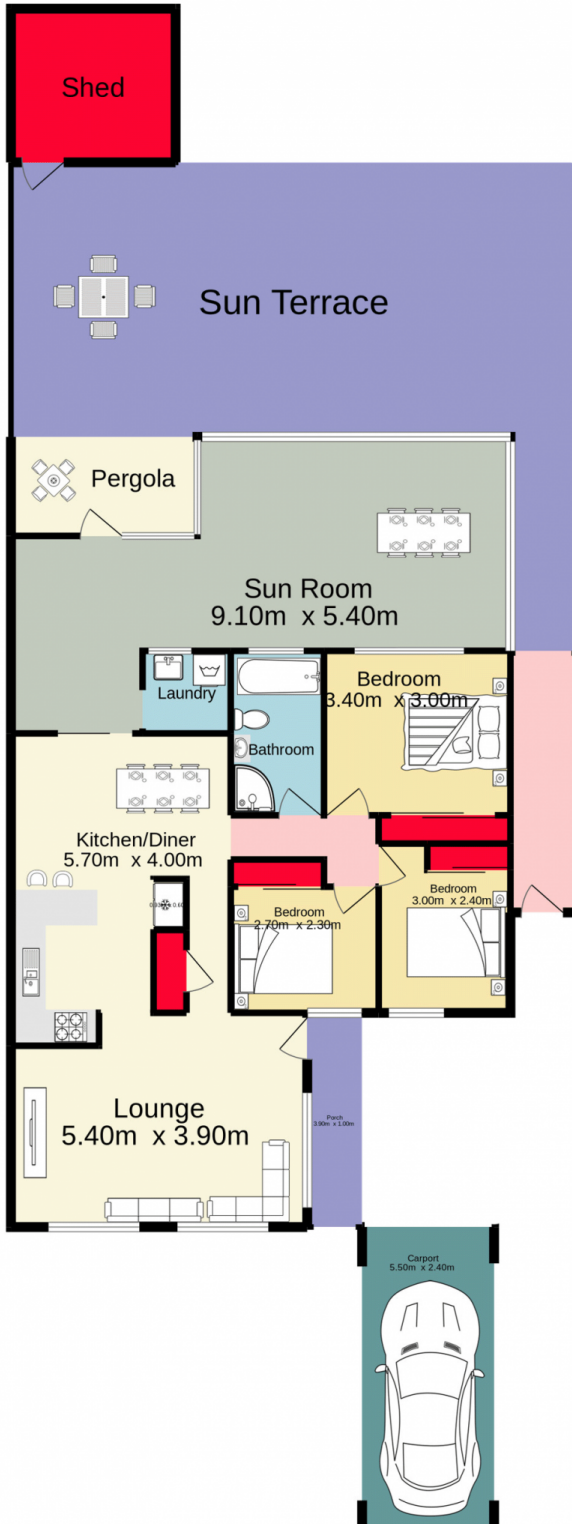 Shed
Sun Terrace
Pergola
Sun Room
9.10m x 5.40m
Laundry
Bathroom
Bedroom
3.40m x 3.00m
Kitchen/Diner
5.70m x 4.00m
Bedroom
3.00m x 2.40m
Bedroom
2.70m x 2.30m
Lounge
5.40m x 3.90m
Porch
3.90m x 1.00m
Carport
5.50m x 2.40m